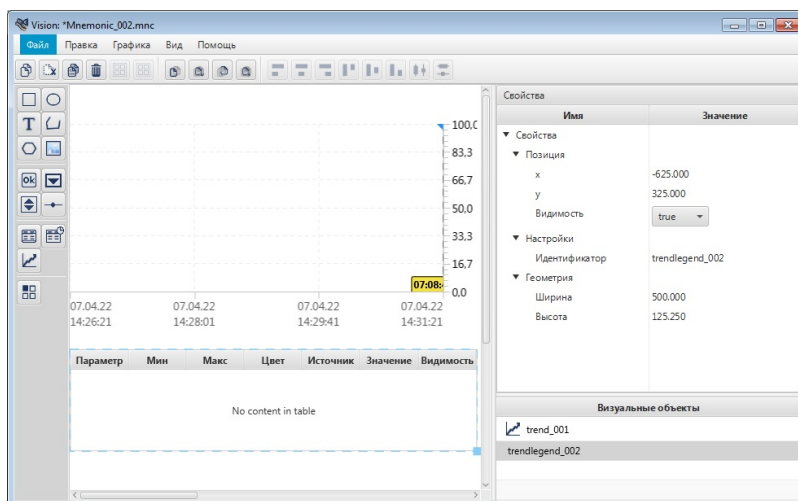 Vision: *Mnemonic_002.mnc
Файл Правка Графика Вид Помощь
T
Ok
100,0
83,3
66,7
50,0
33,3
16,7
0,0
07:08:
07.04.22 07.04.22 07.04.22 07.04.22
14:26:21 14:28:01 14:29:41 14:31:21
Параметр Мин Макс Цвет Источник Значение Видимость
No content in table
Свойства
Имя Значение
Свойства
Позиция
x -625.000
y 325.000
Видимость true
Настройки
Идентификатор trendlegend_002
Геометрия
Ширина 500.000
Высота 125.250
Визуальные объекты
trend_001
trendlegend_002